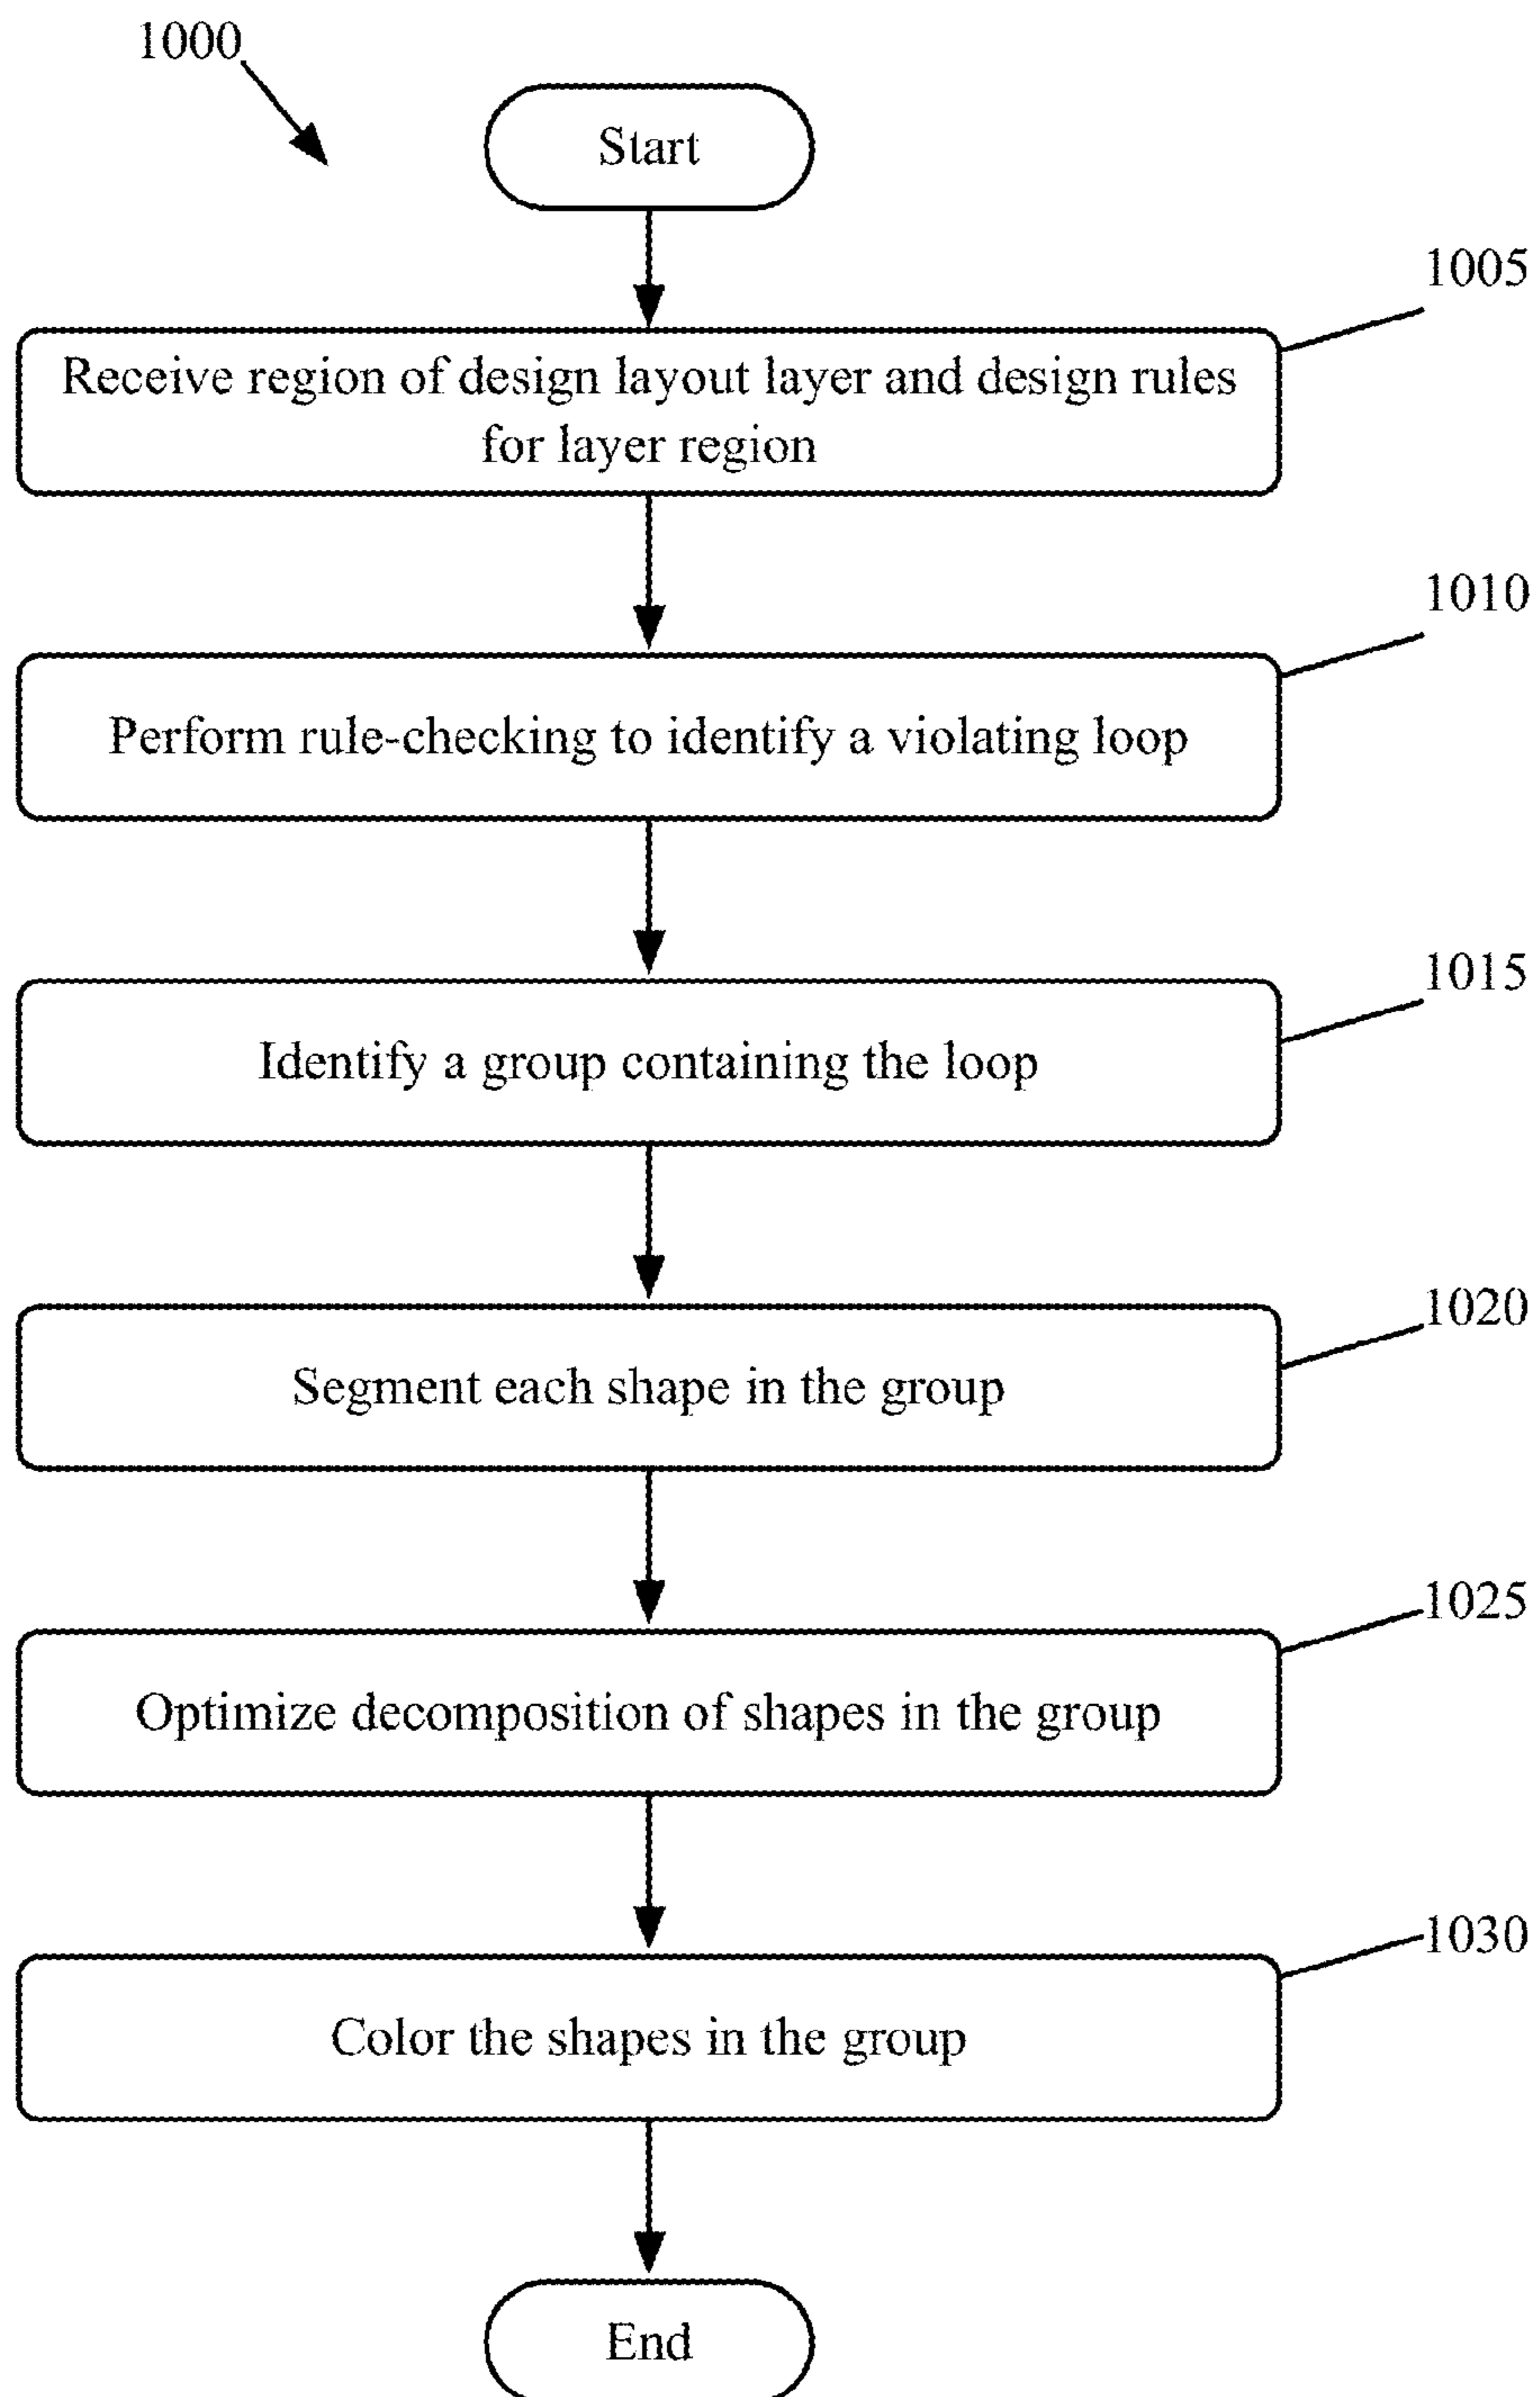 1000
Start
1005
Receive region of design layout layer and design rules
for layer region
1010
Perform rule-checking to identify a violating loop
1015
Identify a group containing the loop
1020
Segment each shape in the group
1025
Optimize decomposition of shapes in the group
1030
Color the shapes in the group
End